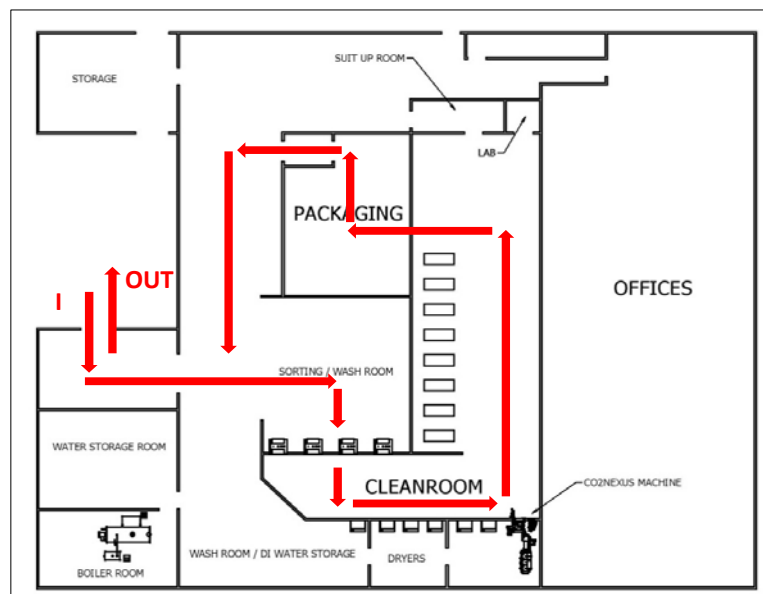 SUIT UP ROOM
STORAGE
LAB
PACKAGING
OUT
I
OFFICES
SORTING / WASH ROOM
WATER STORAGE ROOM
CLEANROOM
CO2NEXUS MACHINE
WASH ROOM / DI WATER STORAGE
DRYERS
BOILER ROOM